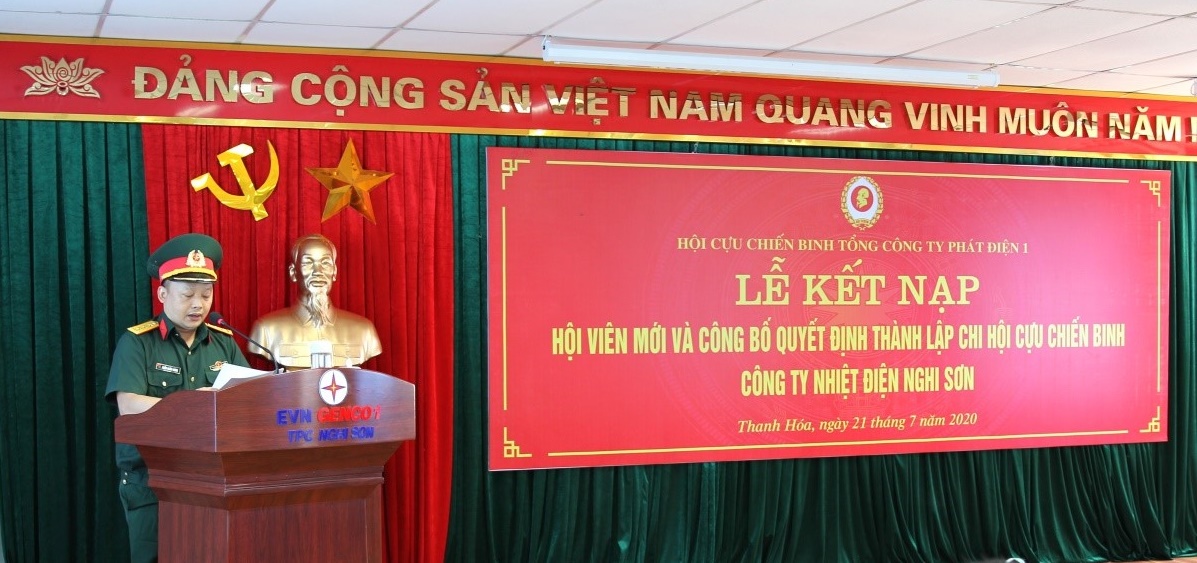 ĐẢNG CỘNG SẢN VIỆT NAM QUANG VINH MUÔN NĂM
HỘI CỰU CHIẾN BINH TỔNG CÔNG TY PHÁT ĐIỆN 1
LỄ KẾT NẠP
HỘI VIÊN MỚI VÀ CÔNG BỐ QUYẾT ĐỊNH THÀNH LẬP CHI HỘI CỰU CHIẾN BINH
CÔNG TY NHIỆT ĐIỆN NGHI SƠN
Thanh Hóa, ngày 21 tháng 7 năm 2020
EVN GENCO1
TPC NGHI SƠN